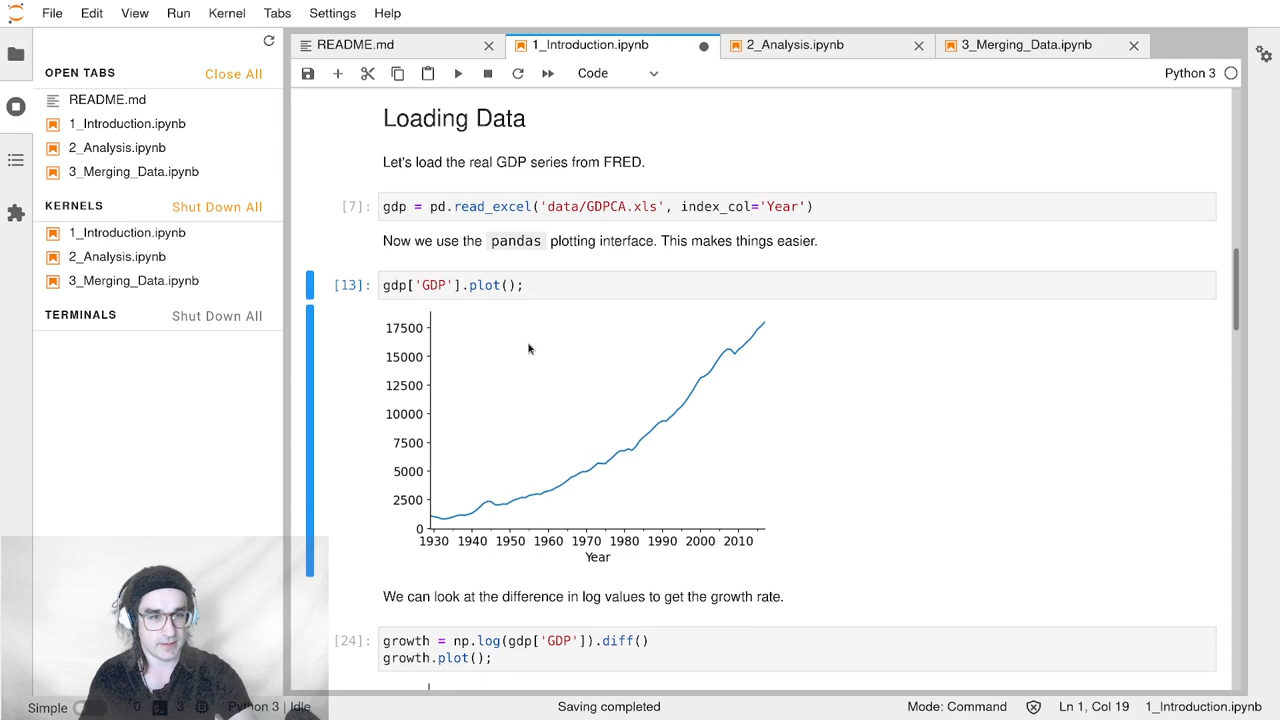 File Edit View Run Kernel Tabs Settings Help
README.md
1_Introduction.ipynb
2_Analysis.ipynb
3_Merging_Data.ipynb
Code
Python 3
OPEN TABS Close All
README.md
1_Introduction.ipynb
2_Analysis.ipynb
3_Merging_Data.ipynb
KERNELS Shut Down All
1_Introduction.ipynb
2_Analysis.ipynb
3_Merging_Data.ipynb
TERMINALS Shut Down All
Loading Data
Let's load the real GDP series from FRED.
[7]: gdp = pd.read_excel('data/GDPCA.xls', index_col='Year')
Now we use the pandas plotting interface. This makes things easier.
[13]: gdp['GDP'].plot();
17500
15000
12500
10000
7500
5000
2500
0
1930 1940 1950 1960 1970 1980 1990 2000 2010
Year
We can look at the difference in log values to get the growth rate.
[24]: growth = np.log(gdp['GDP']).diff()
growth.plot();
Simple 0 3 Python 3 | Idle Saving completed Mode: Command Ln 1, Col 19 1_Introduction.ipynb